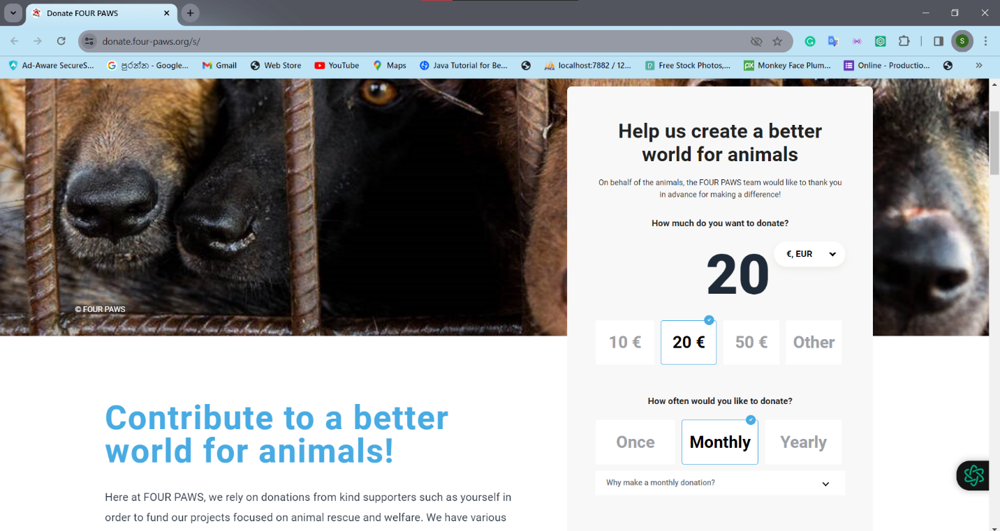 Donate FOUR PAWS
donate.four-paws.org/s/
S
Ad-Aware SecureS...
පුරන්න - Google...
Gmail
Web Store
YouTube
Maps
Java Tutorial for Be...
localhost:7882 / 12...
Free Stock Photos,...
Monkey Face Plum...
Online - Productio...
© FOUR PAWS
Help us create a better
world for animals
On behalf of the animals, the FOUR PAWS team would like to thank you
in advance for making a difference!
How much do you want to donate?
20
€, EUR
10 € 20 € 50 € Other
How often would you like to donate?
Once Monthly Yearly
Why make a monthly donation?
Contribute to a better
world for animals!
Here at FOUR PAWS, we rely on donations from kind supporters such as yourself in
order to fund our projects focused on animal rescue and welfare. We have various